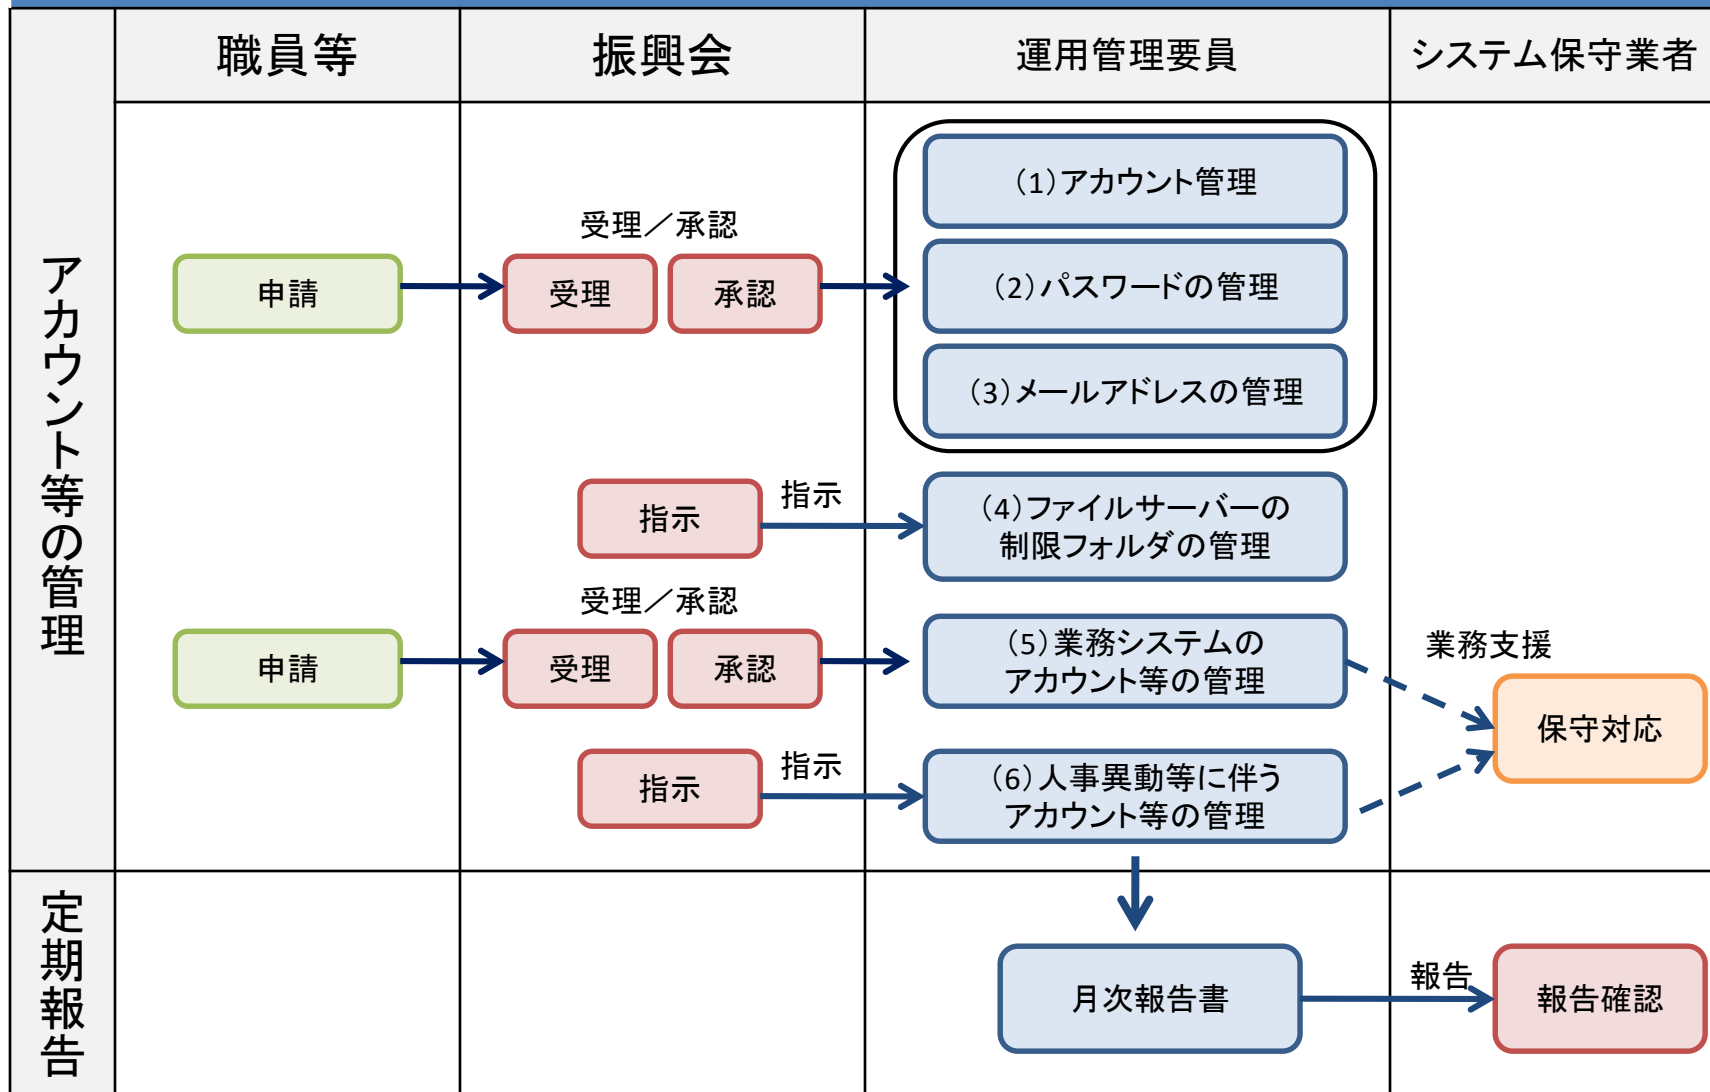 職員等
振興会
運用管理要員
システム保守業者
アカウント等の管理
受理／承認
申請
受理
承認
（1）アカウント管理
（2）パスワードの管理
（3）メールアドレスの管理
指示
指示
（4）ファイルサーバーの
制限フォルダの管理
受理／承認
申請
受理
承認
（5）業務システムの
アカウント等の管理
業務支援
保守対応
指示
指示
（6）人事異動等に伴う
アカウント等の管理
定期報告
月次報告書
報告
報告確認